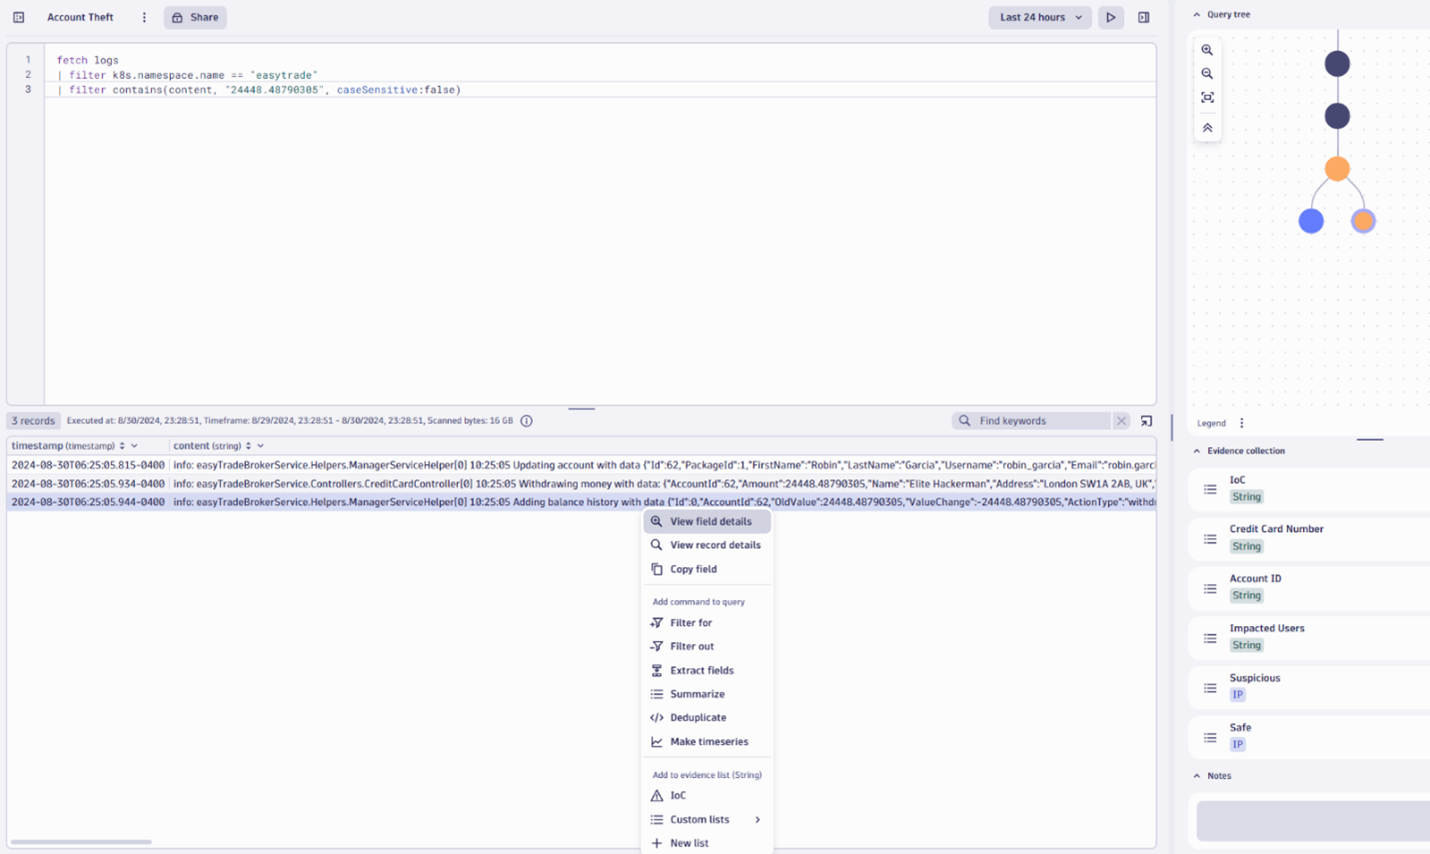 Account Theft
Share
Last 24 hours
1 fetch logs
2 | filter k8s.namespace.name == "easytrade"
3 | filter contains(content, "24448.48790305", caseSensitive:false)
3 records Executed at: 8/30/2024, 23:28:51, Timeframe: 8/29/2024, 23:28:51 - 8/30/2024, 23:28:51, Scanned bytes: 16 GB
Find keywords
timestamp (timestamp) content (string)
2024-08-30T06:25:05.815-0400 info: easyTradeBrokerService.Helpers.ManagerServiceHelper[0] 10:25:05 Updating account with data {"Id":62,"PackageId":1,"FirstName":"Robin","LastName":"Garcia","Username":"robin_garcia","Email":"robin.garci
2024-08-30T06:25:05.934-0400 info: easyTradeBrokerService.Controllers.CreditCardController[0] 10:25:05 Withdrawing money with data: {"AccountId":62,"Amount":24448.48790305,"Name":"Elite Hackerman","Address":"London SW1A 2AB, UK",
2024-08-30T06:25:05.944-0400 info: easyTradeBrokerService.Helpers.ManagerServiceHelper[0] 10:25:05 Adding balance history with data {"Id":0,"AccountId":62,"OldValue":24448.48790305,"ValueChange":-24448.48790305,"ActionType":"withdr
View field details
View record details
Copy field
Add command to query
Filter for
Filter out
Extract fields
Summarize
Deduplicate
Make timeseries
Add to evidence list (String)
IoC
Custom lists
New list
Query tree
Legend
Evidence collection
IoC
String
Credit Card Number
String
Account ID
String
Impacted Users
String
Suspicious
IP
Safe
IP
Notes